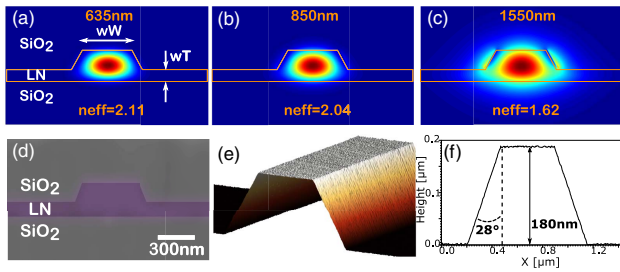 (a) 635nm
wW
SiO2
wT
LN
SiO2
neff=2.11
(b) 850nm
neff=2.04
(c) 1550nm
neff=1.62
(d)
SiO2
LN
SiO2
300nm
(e)
(f)
0.2
0.1
0.0
Height [µm]
28°
180nm
0.2 0.6 1.0 1.4
X [µm]